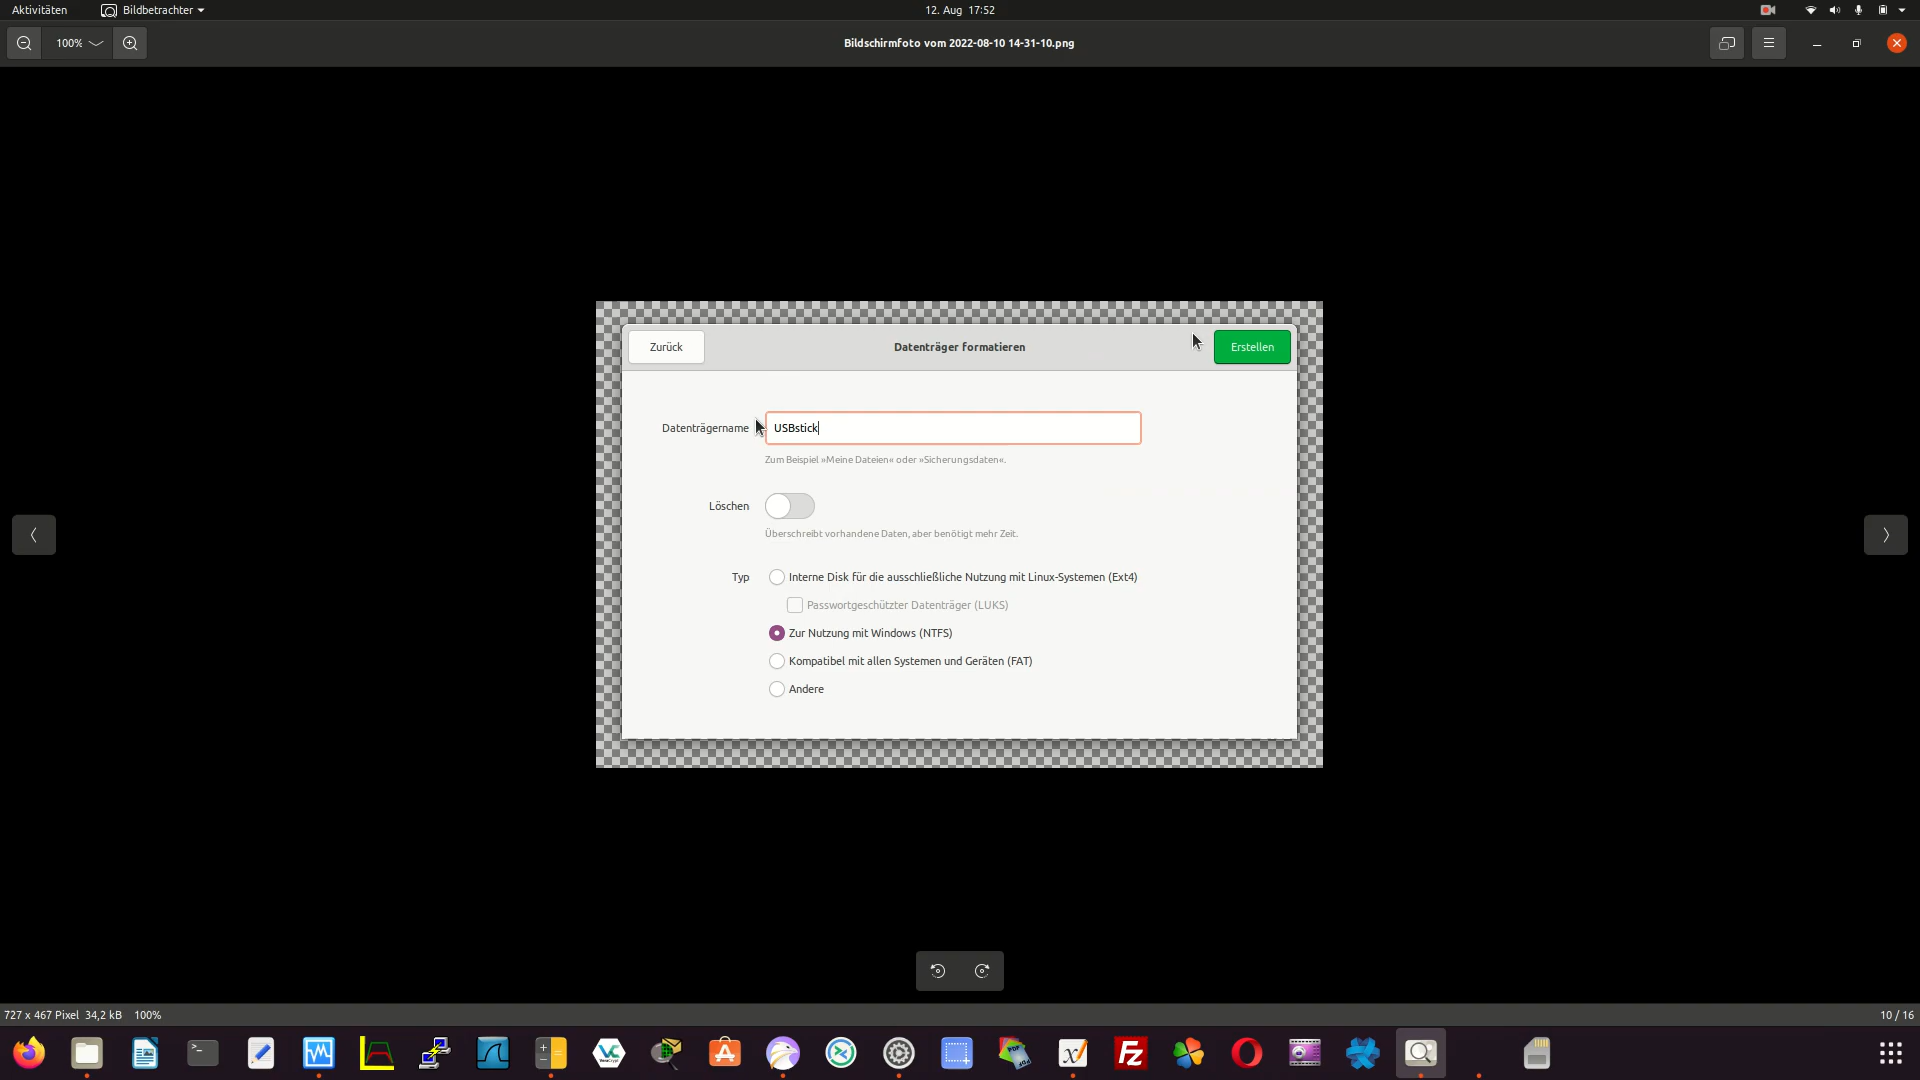 Aktivitäten
Bildbetrachter
12. Aug 17:52
100%
Bildschirmfoto vom 2022-08-10 14-31-10.png
Zurück
Datenträger formatieren
Erstellen
Datenträgername
USBstick
Zum Beispiel »Meine Dateien« oder »Sicherungsdaten«.
Löschen
Überschreibt vorhandene Daten, aber benötigt mehr Zeit.
Typ
Interne Disk für die ausschließliche Nutzung mit Linux-Systemen (Ext4)
Passwortgeschützter Datenträger (LUKS)
Zur Nutzung mit Windows (NTFS)
Kompatibel mit allen Systemen und Geräten (FAT)
Andere
727 x 467 Pixel 34,2 kB 100%
10 / 16